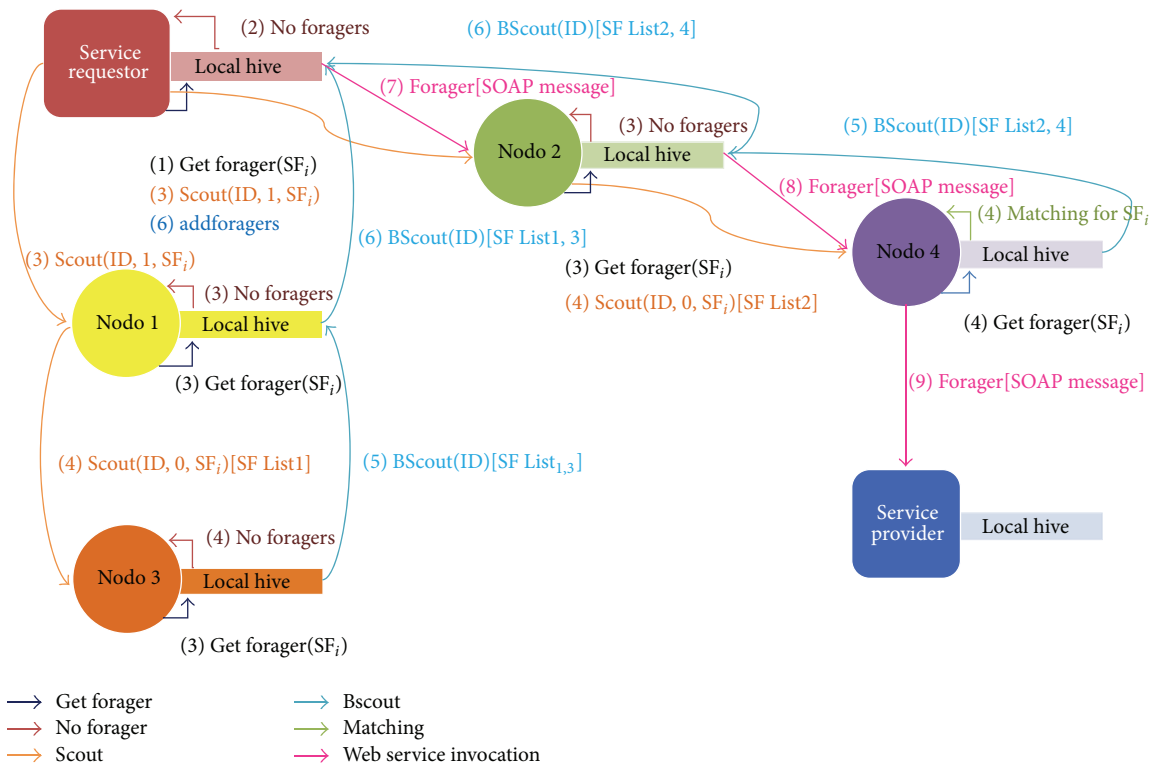 (2) No foragers
(6) BScout(ID)[SF List2, 4]
Service
requestor
Local hive
(7) Forager[SOAP message]
(3) No foragers
(5) BScout(ID)[SF List2, 4]
Nodo 2
Local hive
(1) Get forager(SFi)
(3) Scout(ID, 1, SFi)
(6) addforagers
(8) Forager[SOAP message]
(4) Matching for SFi
(6) BScout(ID)[SF List1, 3]
Nodo 4
Local hive
(3) Scout(ID, 1, SFi)
(3) Get forager(SFi)
(4) Scout(ID, 0, SFi)[SF List2]
(3) No foragers
Nodo 1
Local hive
(4) Get forager(SFi)
(3) Get forager(SFi)
(9) Forager[SOAP message]
(4) Scout(ID, 0, SFi)[SF List1]
(5) BScout(ID)[SF List1,3]
Service
provider
Local hive
(4) No foragers
Nodo 3
Local hive
(3) Get forager(SFi)
Get forager
No forager
Scout
Bscout
Matching
Web service invocation